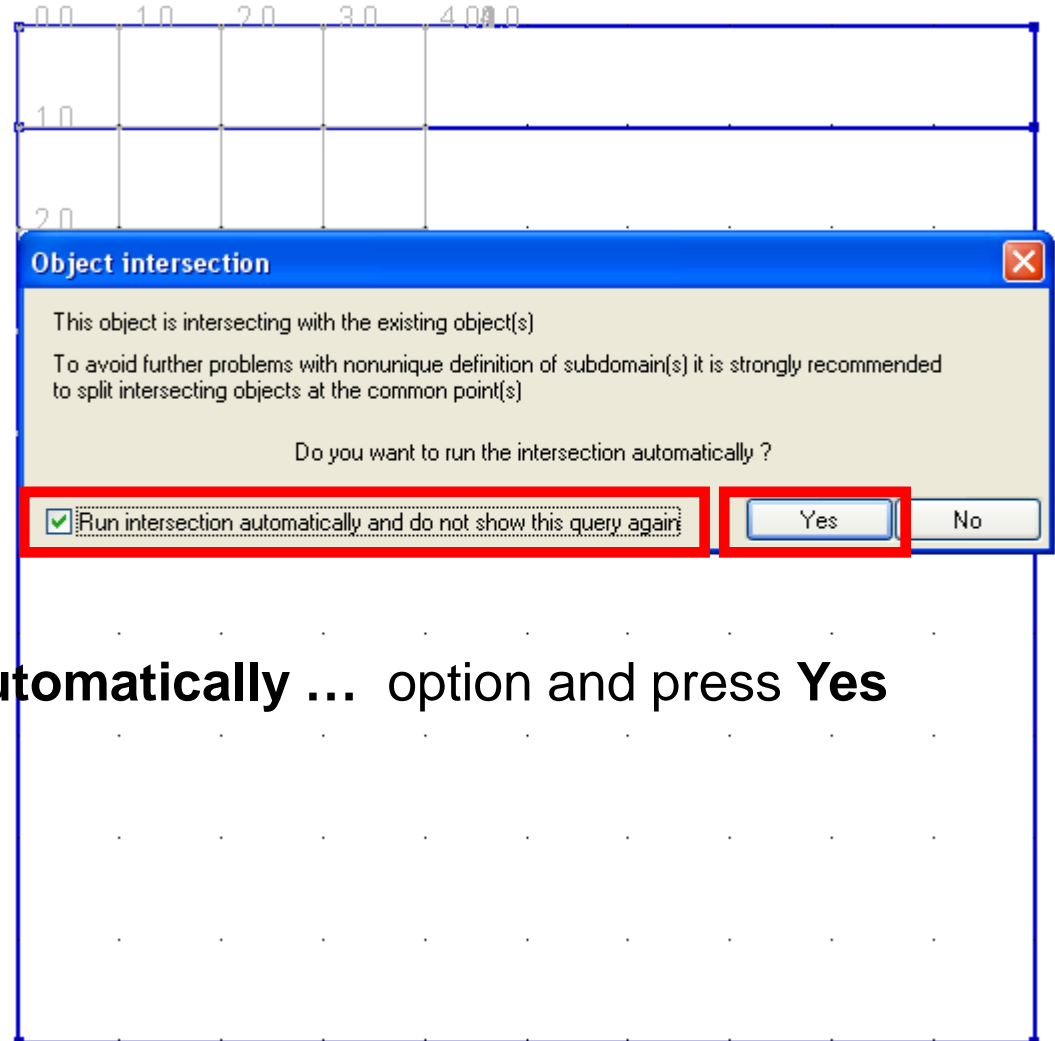 0.0 1.0 2.0 3.0 4.0
1.0
2.0
Object intersection
This object is intersecting with the existing object(s)
To avoid further problems with nonunique definition of subdomain(s) it is strongly recommended
to split intersecting objects at the common point(s)
Do you want to run the intersection automatically ?
Run intersection automatically and do not show this query again
Yes No
utomatically … option and press Yes